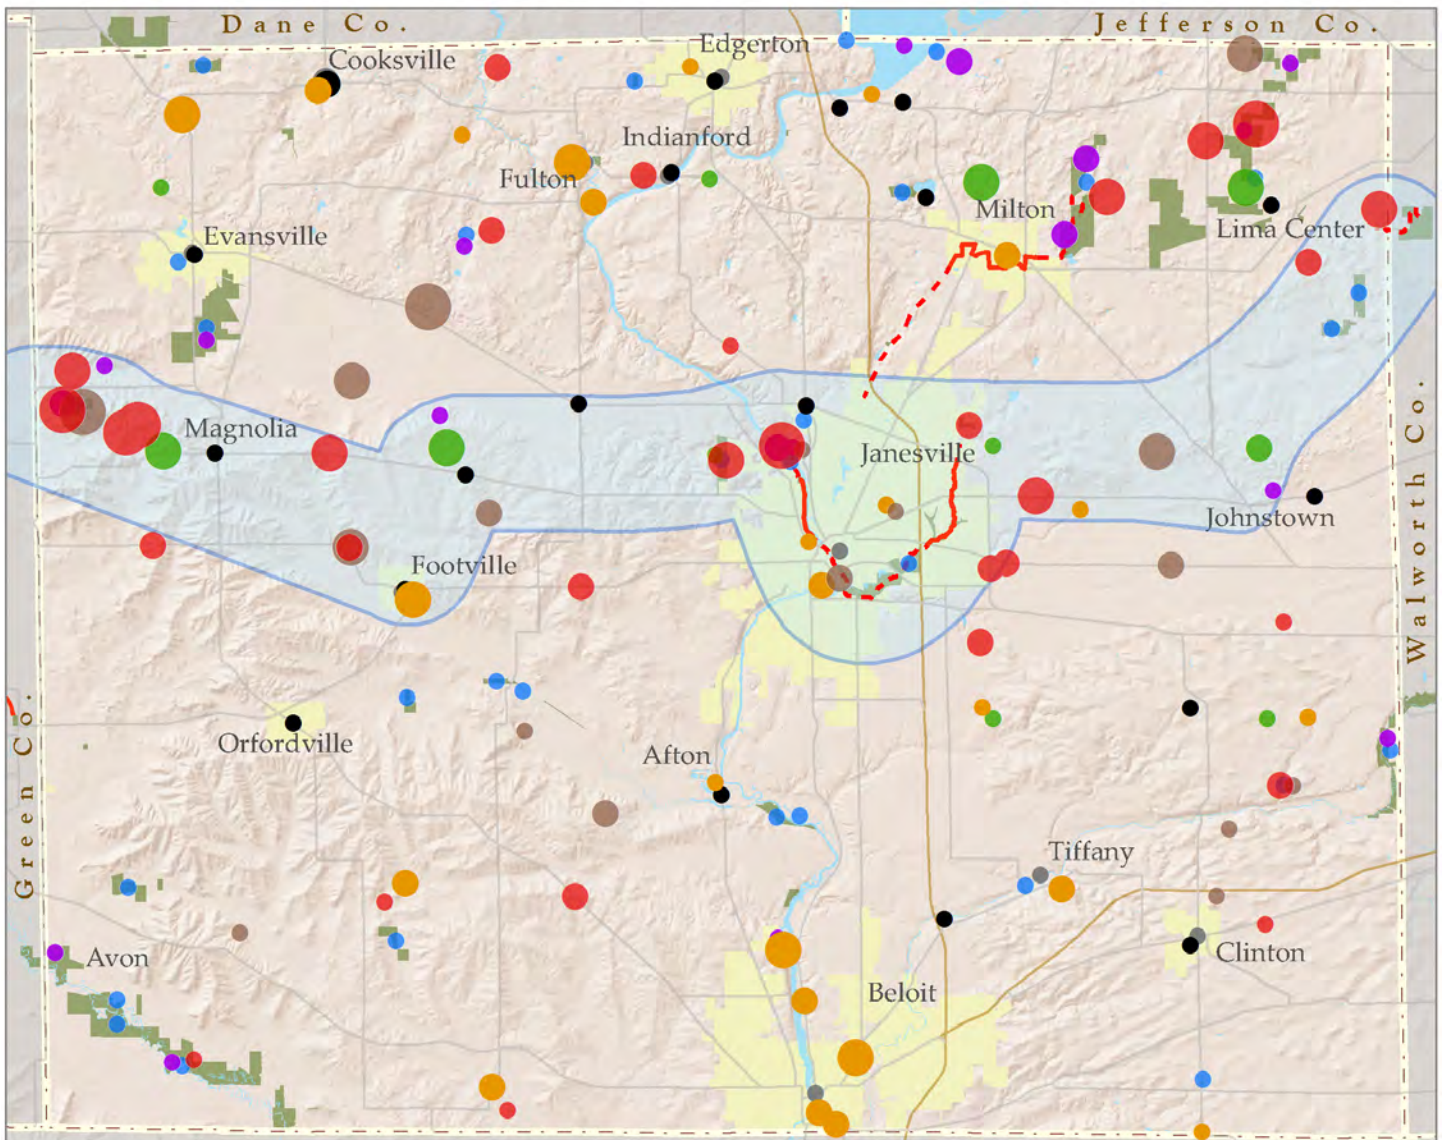 Dane Co.
Jefferson Co.
Edgerton
Cooksville
Indianford
Fulton
Milton
Lima Center
Evansville
Magnolia
Janesville
Johnstown
Footville
Walworth Co.
Green Co.
Orfordville
Afton
Tiffany
Avon
Clinton
Beloit